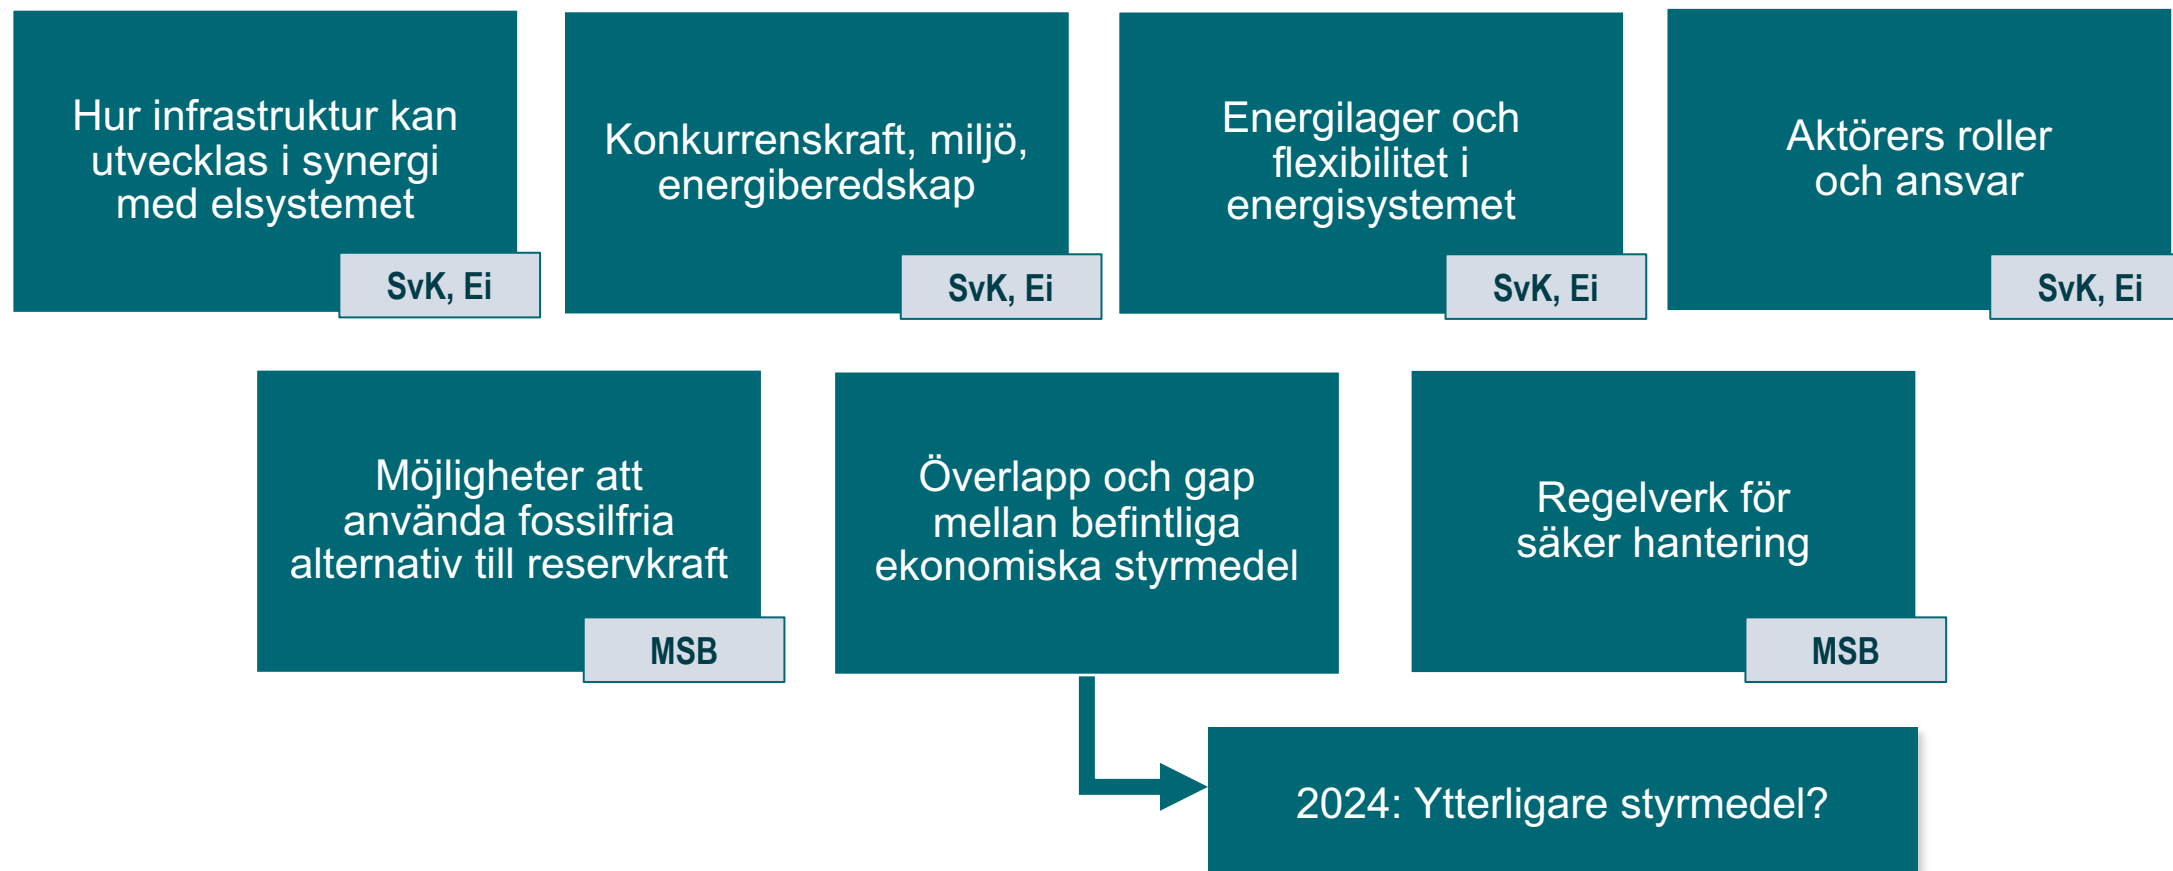 Hur infrastruktur kan
utvecklas i synergi
med elsystemet
SvK, Ei
Konkurrenskraft, miljö,
energiberedskap
SvK, Ei
Energilager och
flexibilitet i
energisystemet
SvK, Ei
Aktörers roller
och ansvar
SvK, Ei
Möjligheter att
använda fossilfria
alternativ till reservkraft
MSB
Överlapp och gap
mellan befintliga
ekonomiska styrmedel
Regelverk för
säker hantering
MSB
2024: Ytterligare styrmedel?